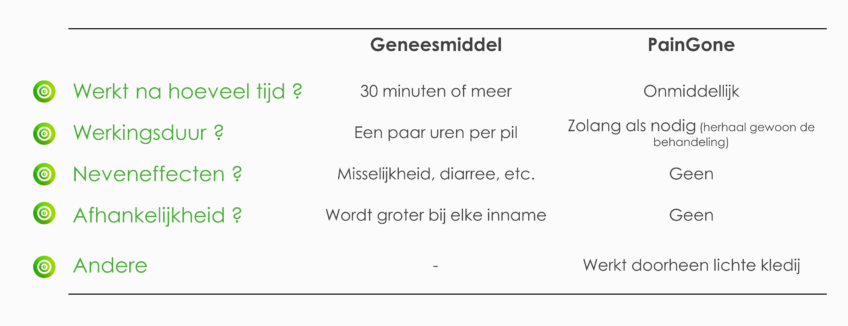 Geneesmiddel PainGone
Werkt na hoeveel tijd ? 30 minuten of meer Onmiddellijk
Werkingsduur ? Een paar uren per pil Zolang als nodig (herhaal gewoon de
behandeling)
Neveneffecten ? Misselijkheid, diarree, etc. Geen
Afhankelijkheid ? Wordt groter bij elke inname Geen
Andere - Werkt doorheen lichte kledij